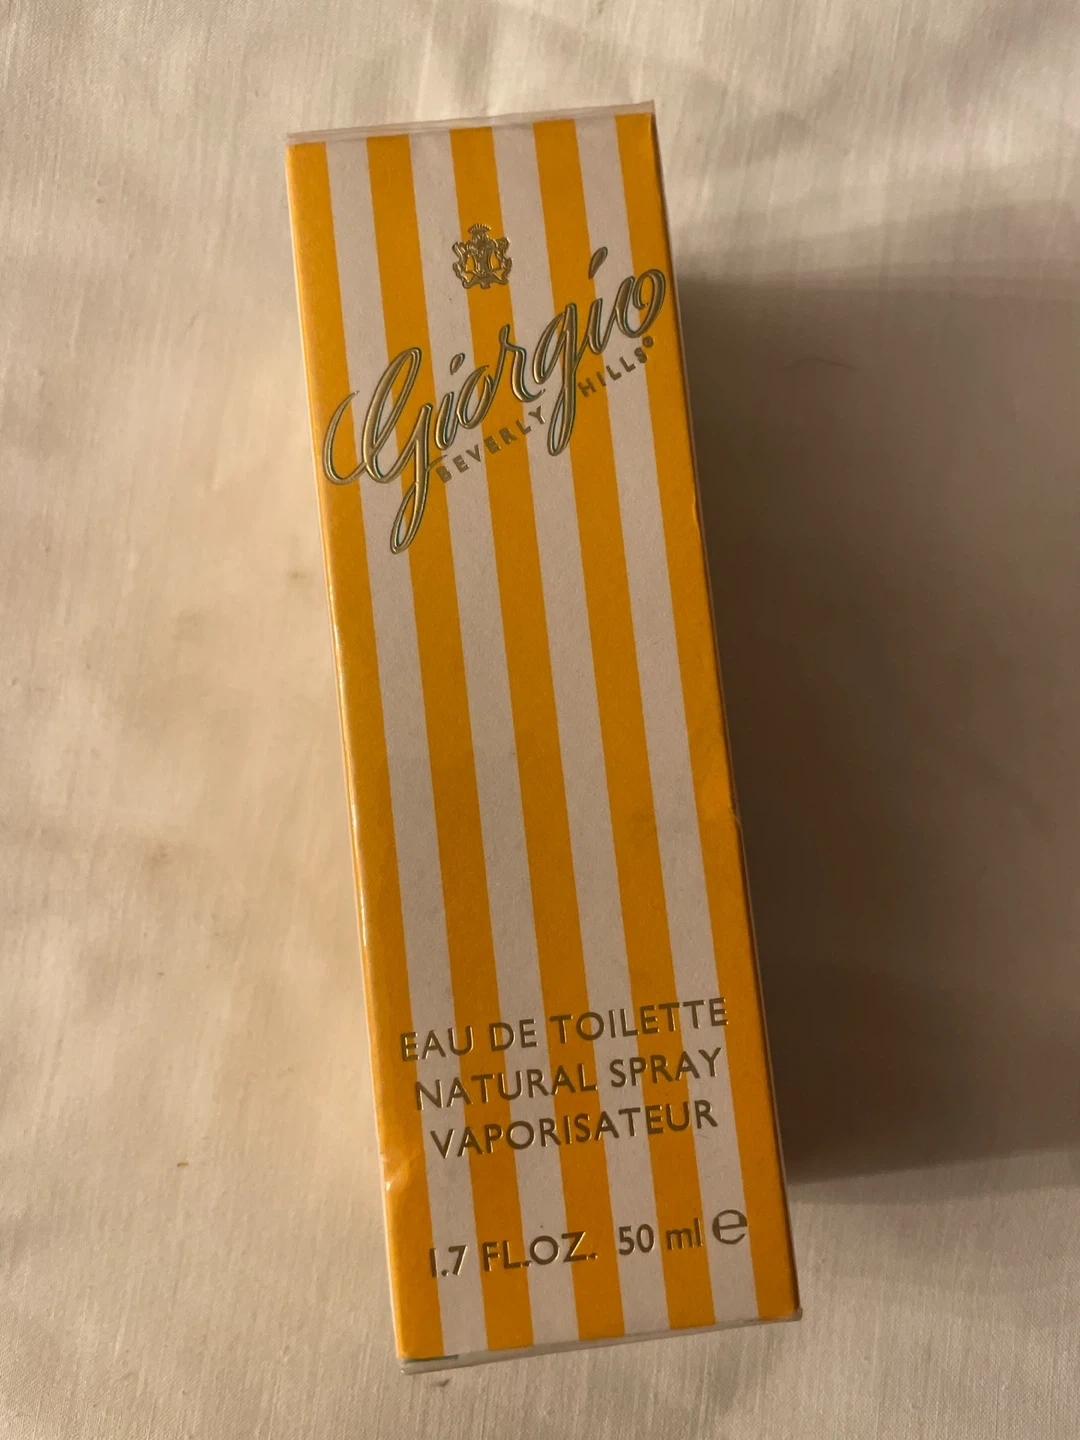 Giorgio
BEVERLY HILLS®
EAU DE TOILETTE
NATURAL SPRAY
VAPORISATEUR
1.7 FL.OZ. 50 ml ℮